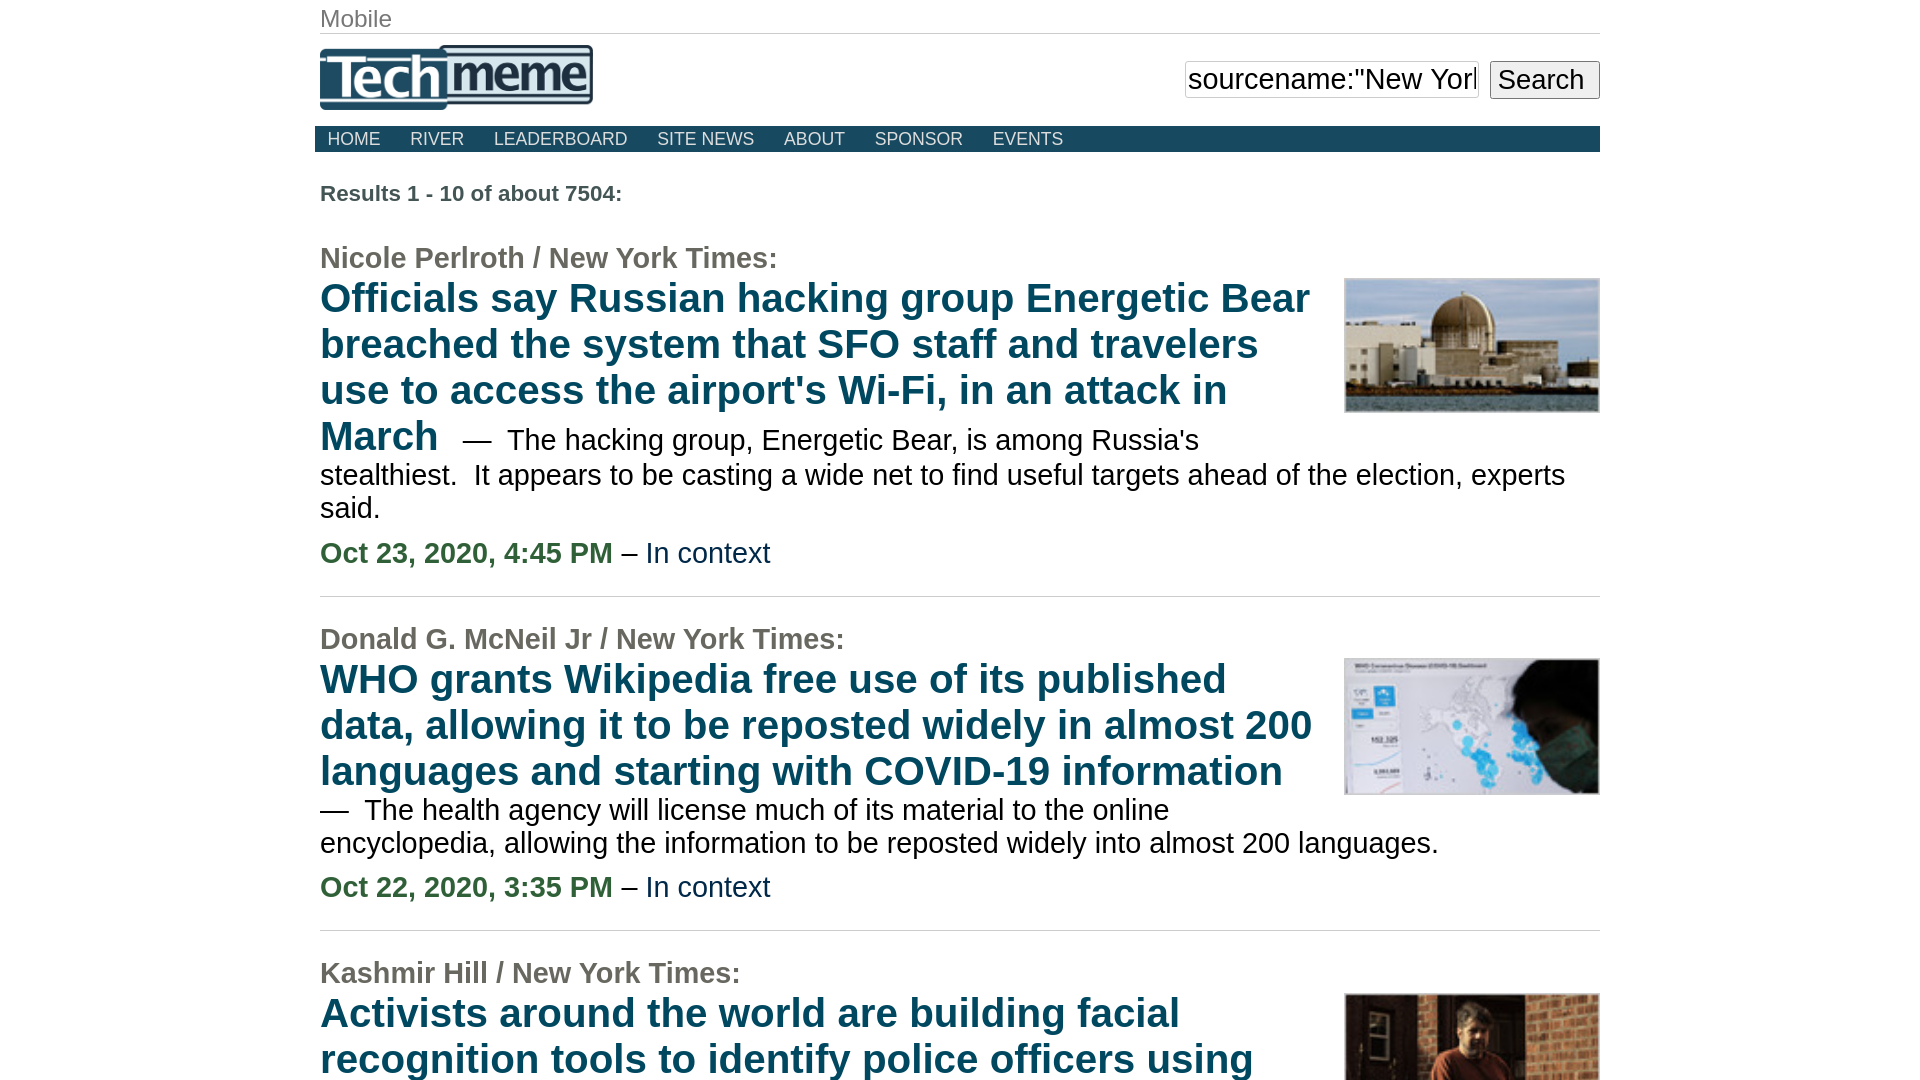 Mobile
Techmeme
sourcename:"New Yor
Search
HOME RIVER LEADERBOARD SITE NEWS ABOUT SPONSOR EVENTS
Results 1 - 10 of about 7504:
Nicole Perlroth / New York Times:
Officials say Russian hacking group Energetic Bear
breached the system that SFO staff and travelers
use to access the airport's Wi-Fi, in an attack in
March — The hacking group, Energetic Bear, is among Russia's
stealthiest. It appears to be casting a wide net to find useful targets ahead of the election, experts
said.
Oct 23, 2020, 4:45 PM – In context
Donald G. McNeil Jr / New York Times:
WHO grants Wikipedia free use of its published
data, allowing it to be reposted widely in almost 200
languages and starting with COVID-19 information
— The health agency will license much of its material to the online
encyclopedia, allowing the information to be reposted widely into almost 200 languages.
Oct 22, 2020, 3:35 PM – In context
Kashmir Hill / New York Times:
Activists around the world are building facial
recognition tools to identify police officers using